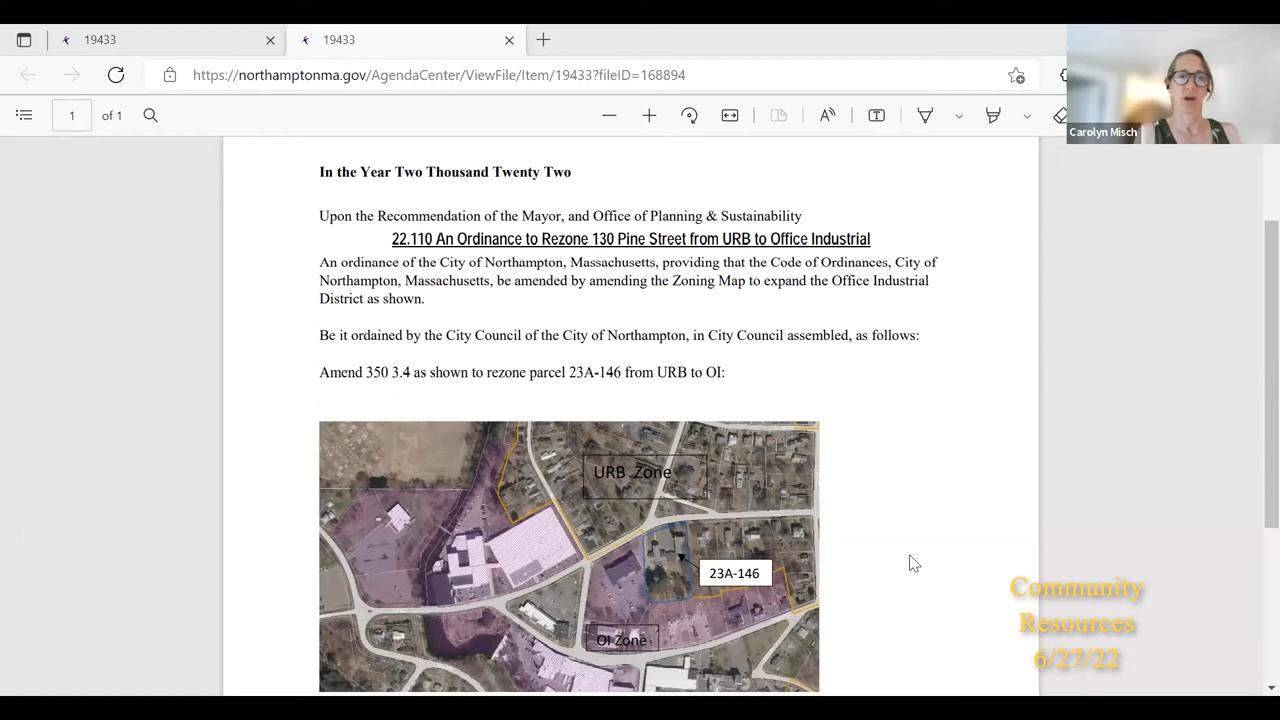 19433
19433
https://northamptonma.gov/AgendaCenter/ViewFile/Item/19433?fileID=168894
1 of 1
Carolyn Misch
In the Year Two Thousand Twenty Two
Upon the Recommendation of the Mayor, and Office of Planning & Sustainability
22.110 An Ordinance to Rezone 130 Pine Street from URB to Office Industrial
An ordinance of the City of Northampton, Massachusetts, providing that the Code of Ordinances, City of
Northampton, Massachusetts, be amended by amending the Zoning Map to expand the Office Industrial
District as shown.
Be it ordained by the City Council of the City of Northampton, in City Council assembled, as follows:
Amend 350 3.4 as shown to rezone parcel 23A-146 from URB to OI:
URB Zone
23A-146
OI Zone
Community
Resources
6/27/22